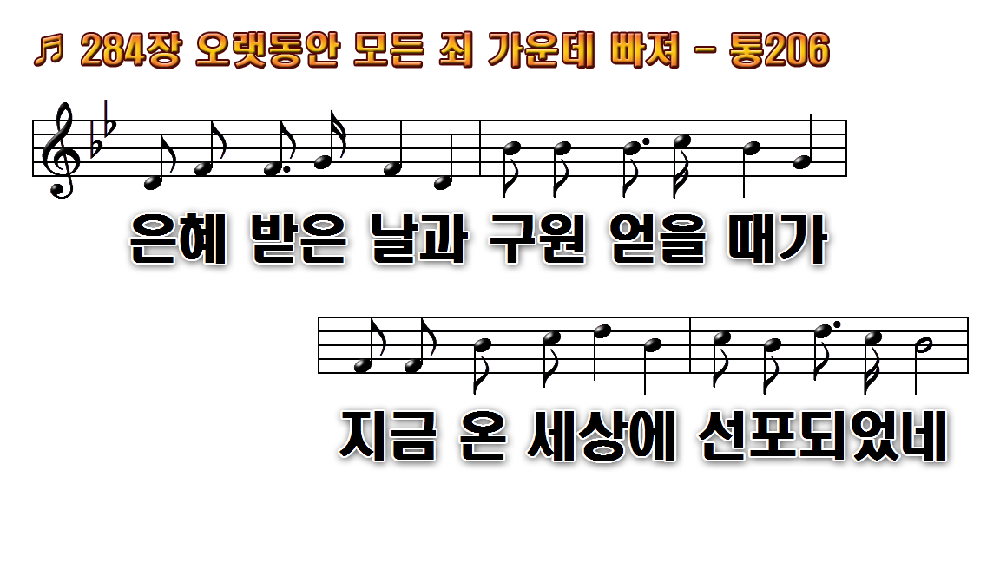 ♬ 284장 오랫동안 모든 죄 가운데 빠져 - 통206
은혜 받은 날과 구원 얻을 때가
지금 온 세상에 선포되었네